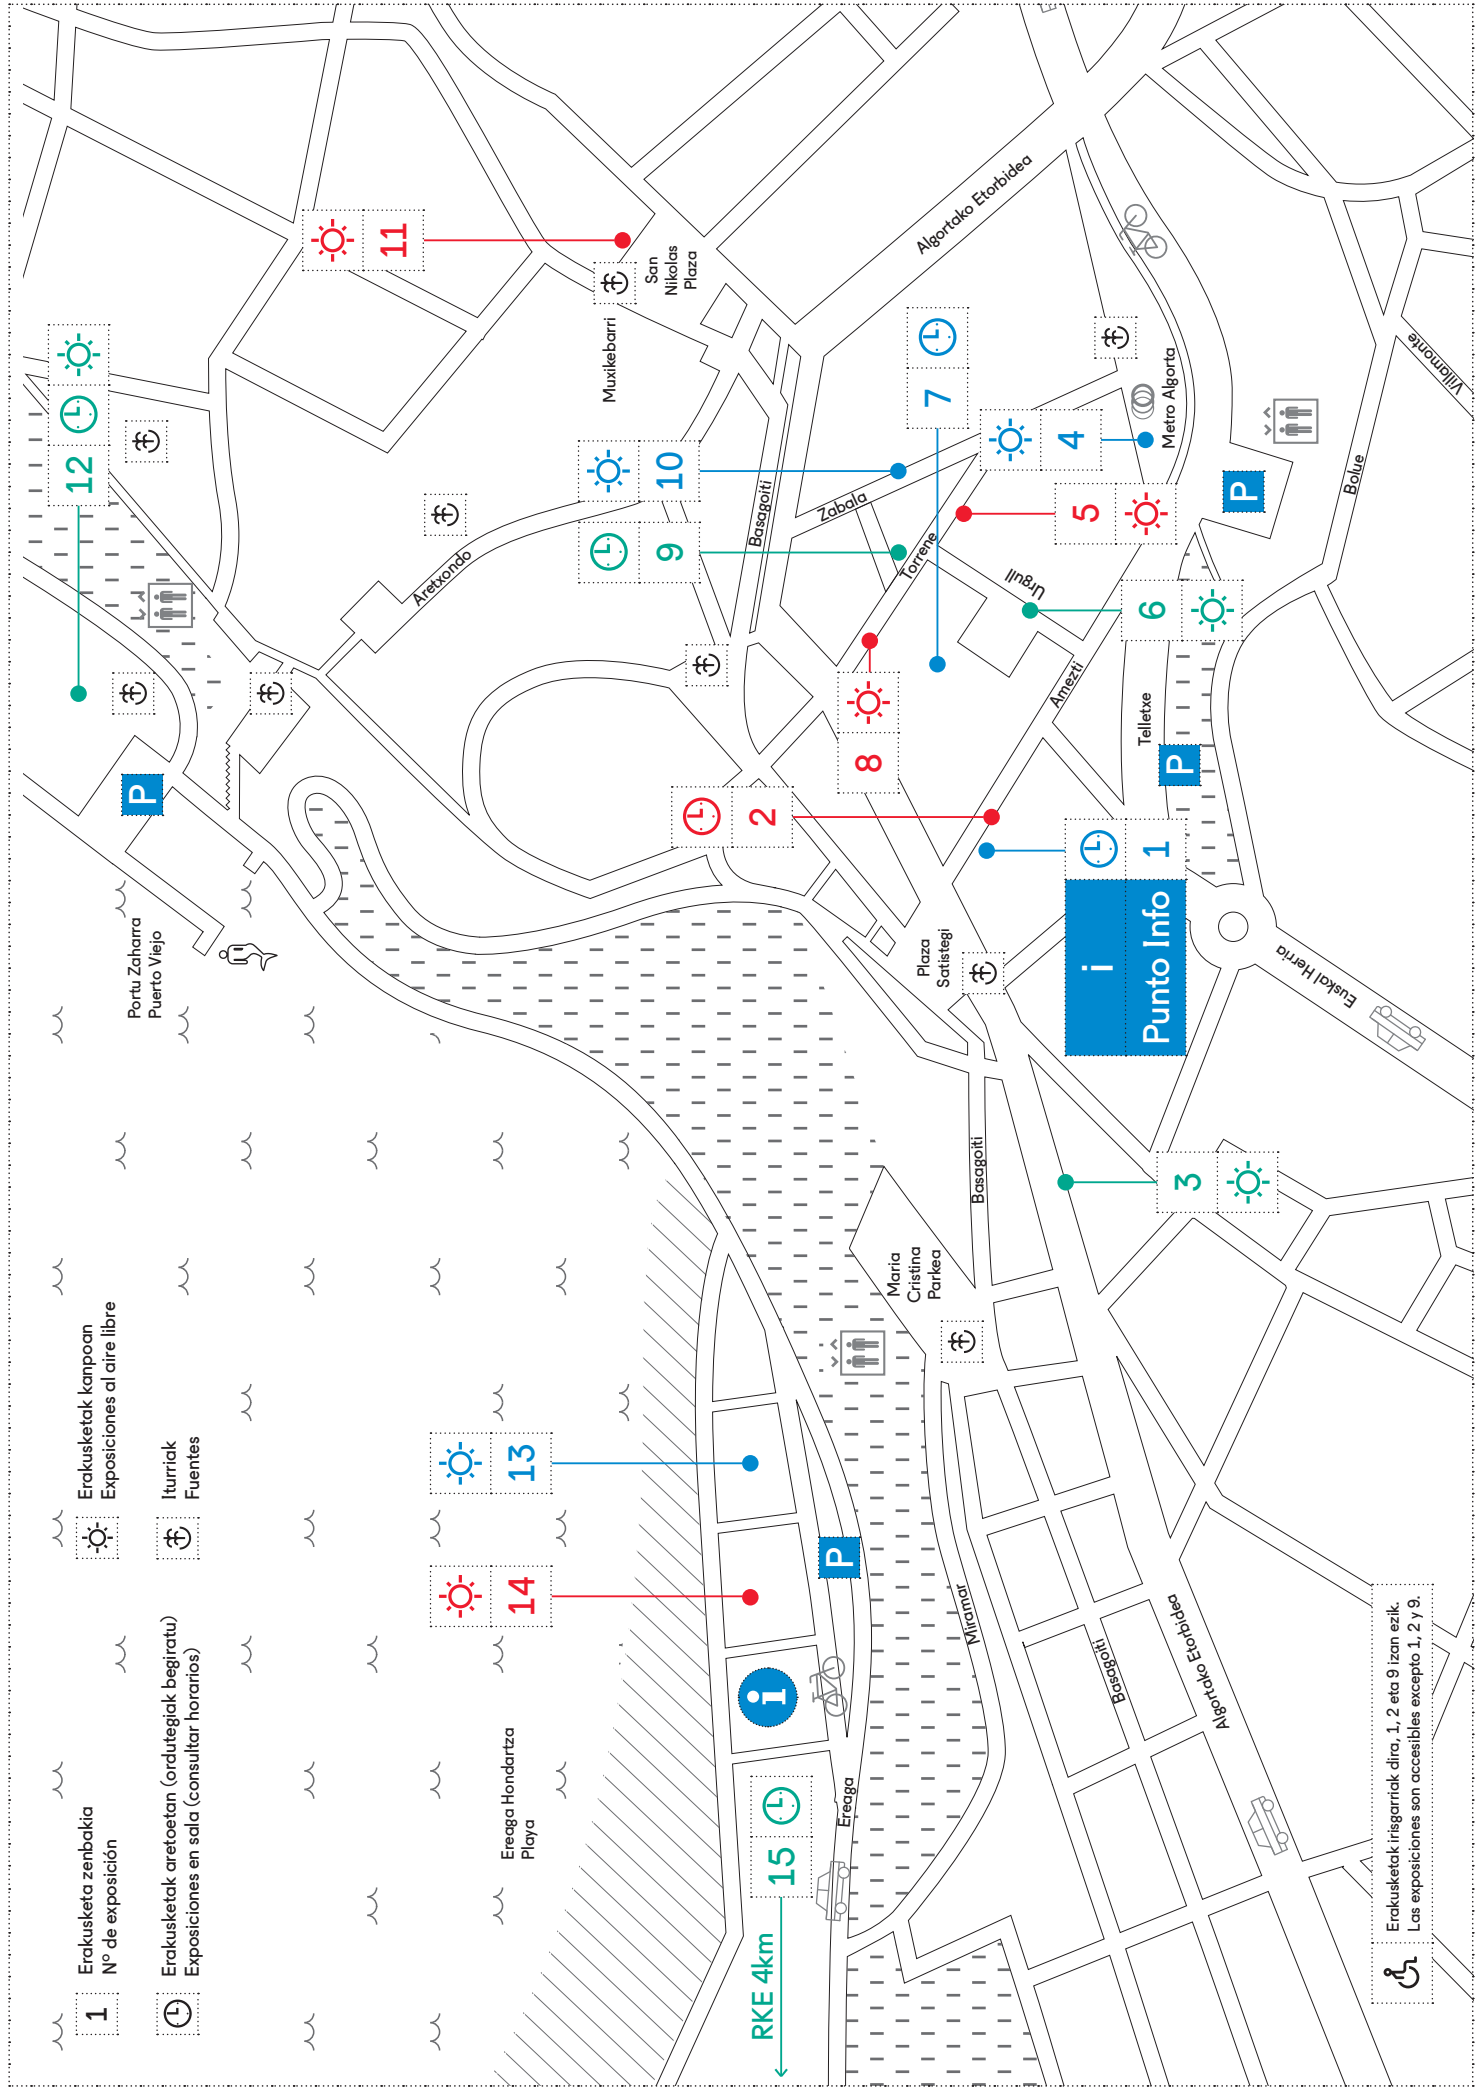 1
Erakusketa zenbakia
Nº de exposición
Erakusketak kanpoan
Exposiciones al aire libre
Erakusketak aretoetan (ordutegiak begiratu)
Exposiciones en sala (consultar horarios)
Iturriak
Fuentes
Portu Zaharra
Puerto Viejo
P
12
11
Aretxondo
Muxikebarri
San
Nikolas
Plaza
Ereaga Hondartza
Playa
14
13
9
10
2
8
Basagoiti
Zabala
Torrene
7
Algortako Etorbidea
RKE 4km
15
i
Ereaga
P
Maria
Cristina
Parkea
Plaza
Satistegi
Basagoiti
Urgull
4
5
6
Metro Algorta
Amezti
Telletxe
P
P
i
Punto Info
1
3
Miramar
Basagoiti
Algortako Etorbidea
Euskal Herria
Bolue
Villamonte
Erakusketak irisgarriak dira, 1, 2 eta 9 izan ezik.
Las exposiciones son accesibles excepto 1, 2 y 9.